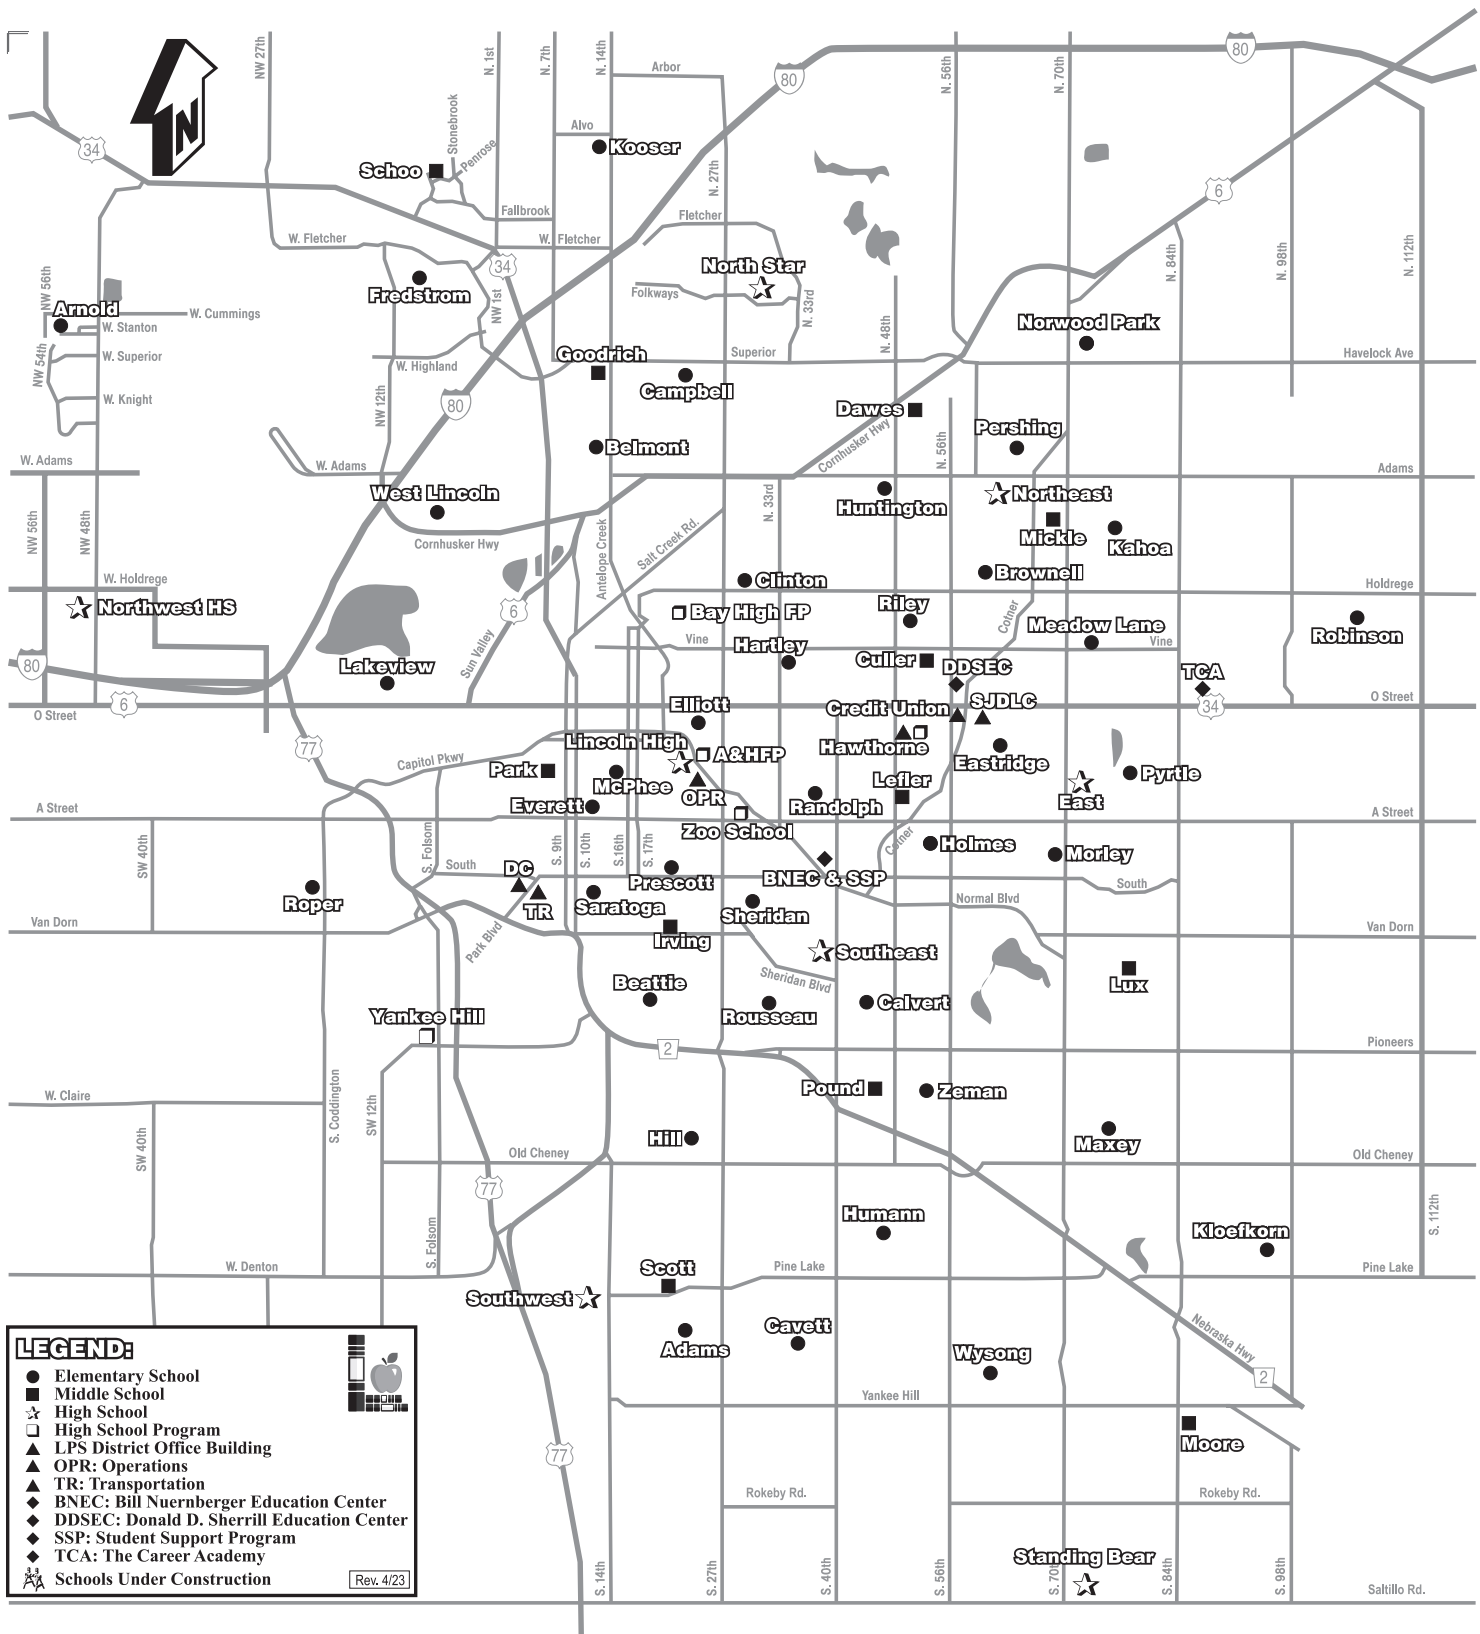 NW 27th
N. 1st
N. 7th
N. 14th
Arbor
80
N. 56th
N. 70th
80
34
N
Stonebrook
Penrose
Alvo
Kooser
Schoo
N. 27th
6
Fallbrook
Fletcher
W. Fletcher
W. Fletcher
N. 84th
N. 98th
N. 112th
34
North Star
NW 56th
Fredstrom
NW 1st
Folkways
N. 33rd
Arnold
W. Cummings
W. Stanton
Norwood Park
N. 48th
NW 54th
W. Superior
W. Highland
Goodrich
Superior
Havelock Ave
Campbell
W. Knight
NW 12th
80
Dawes
Cornhusker Hwy
Pershing
Belmont
N. 56th
W. Adams
W. Adams
Adams
West Lincoln
N. 33rd
Huntington
Northeast
NW 56th
NW 48th
Cornhusker Hwy
Antelope Creek
Salt Creek Rd.
Mickle
Kahoa
W. Holdrege
Clinton
Brownell
Holdrege
Northwest HS
6
Bay High FP
Riley
Cotner
Meadow Lane
Robinson
Sun Valley
Vine
Hartley
Vine
80
Lakeview
Culler
DDSEC
TCA
6
O Street
Elliott
Credit Union
SJDLC
34
O Street
77
Capitol Pkwy
Lincoln High
A&HFP
Hawthorne
Eastridge
Park
McPhee
OPR
Lefler
Pyrtle
East
Everett
Randolph
A Street
Zoo School
A Street
SW 40th
S. Folsom
S. 9th
S. 10th
S.16th
S. 17th
Cotner
Holmes
Morley
South
DC
Prescott
BNEC & SSP
South
Roper
TR
Saratoga
Sheridan
Normal Blvd
Van Dorn
Park Blvd
Irving
Van Dorn
Southeast
Beattie
Sheridan Blvd
Lux
Yankee Hill
Rousseau
Calvert
2
Pioneers
W. Claire
S. Coddington
SW 12th
Pound
Zeman
SW 40th
Hill
Maxey
Old Cheney
Old Cheney
77
S. Folsom
Humann
Kloefkorn
S. 112th
W. Denton
Scott
Pine Lake
Pine Lake
Southwest
Adams
Cavett
Nebraska Hwy
Wysong
2
Yankee Hill
Moore
77
Rokeby Rd.
Rokeby Rd.
Standing Bear
S. 14th
S. 27th
S. 40th
S. 56th
S. 70th
S. 84th
S. 98th
Saltillo Rd.
LEGEND:
Elementary School
Middle School
High School
High School Program
LPS District Office Building
OPR: Operations
TR: Transportation
BNEC: Bill Nuernberger Education Center
DDSEC: Donald D. Sherrill Education Center
SSP: Student Support Program
TCA: The Career Academy
Schools Under Construction
Rev. 4/23